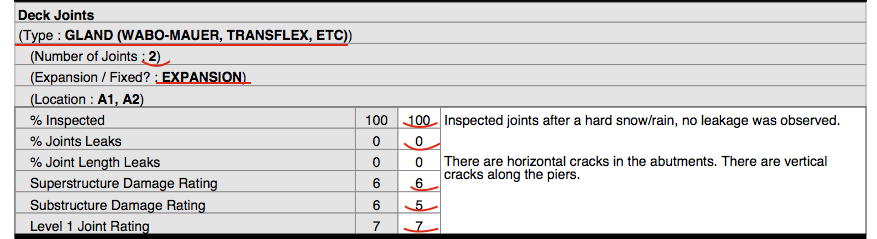 Deck Joints
(Type : GLAND (WABO-MAUER, TRANSFLEX, ETC))
(Number of Joints : 2)
(Expansion / Fixed? : EXPANSION)
(Location : A1, A2)
% Inspected 100 100 Inspected joints after a hard snow/rain, no leakage was observed.
% Joints Leaks 0 0
% Joint Length Leaks 0 0 There are horizontal cracks in the abutments. There are vertical
cracks along the piers.
Superstructure Damage Rating 6 6
Substructure Damage Rating 6 5
Level 1 Joint Rating 7 7